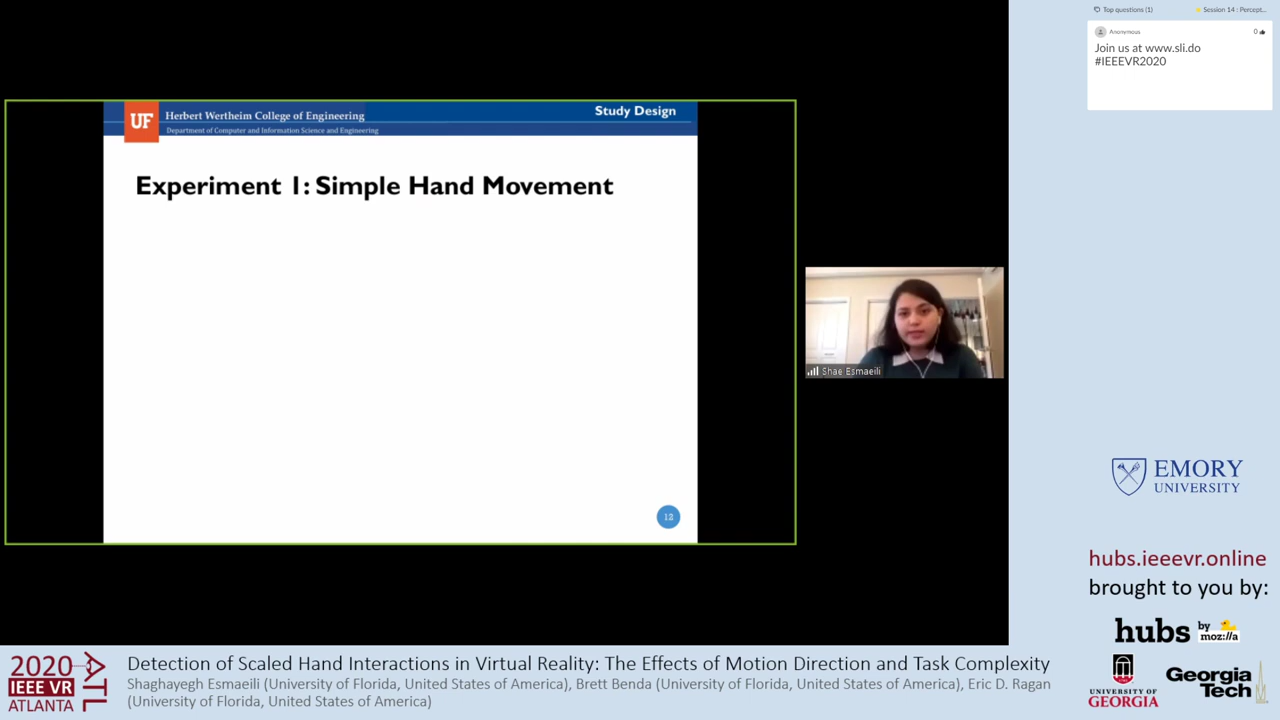 Top questions (1)
Session 14 : Percept...
Anonymous
0
Join us at www.sli.do
#IEEEVR2020
UF
Herbert Wertheim College of Engineering
Department of Computer and Information Science and Engineering
Study Design
Experiment 1: Simple Hand Movement
12
Shae Esmaeili
EMORY
UNIVERSITY
hubs.ieeevr.online
brought to you by:
hubs by moz://a
UNIVERSITY OF
GEORGIA
Georgia
Tech
2020
IEEE VR
ATLANTA
ATL
Detection of Scaled Hand Interactions in Virtual Reality: The Effects of Motion Direction and Task Complexity
Shaghayegh Esmaeili (University of Florida, United States of America), Brett Benda (University of Florida, United States of America), Eric D. Ragan
(University of Florida, United States of America)